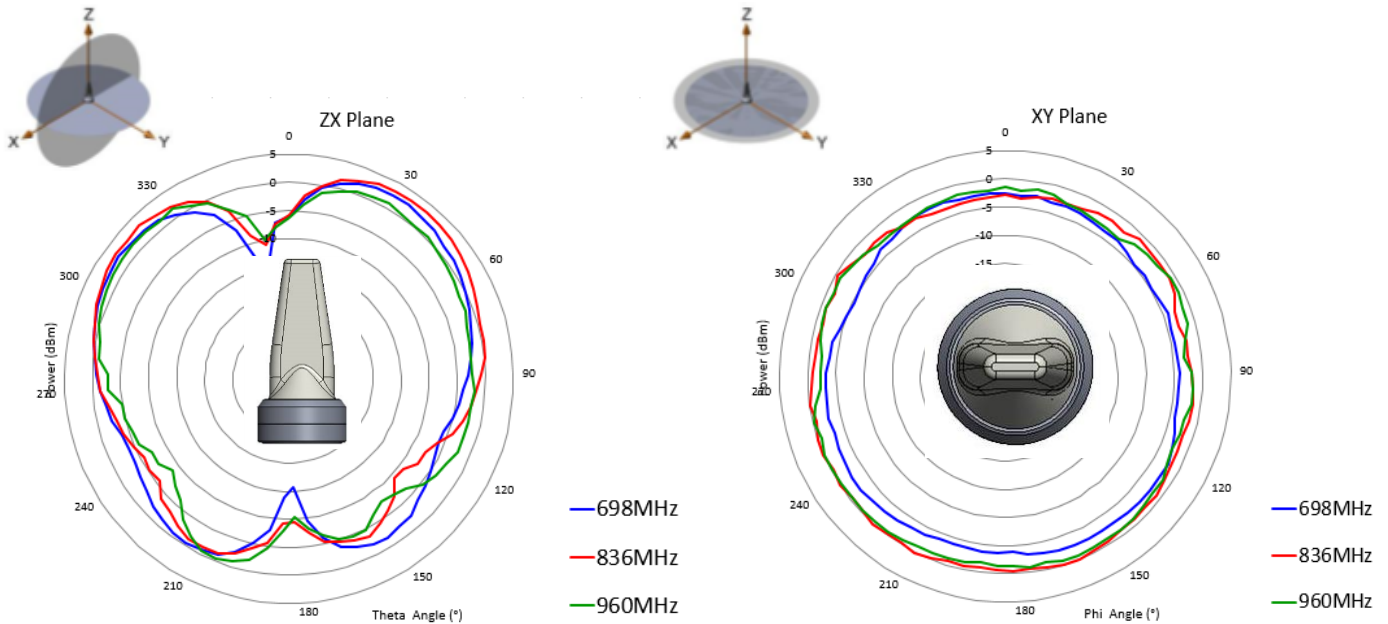 Z
X
Y
ZX Plane
0
5
0
-5
-10
30
60
90
120
150
180
210
240
270
300
330
Power (dBm)
Theta Angle (°)
698MHz
836MHz
960MHz
Z
X
Y
XY Plane
0
5
0
-5
-10
-15
30
60
90
120
150
180
210
240
270
300
330
Power (dBm)
Phi Angle (°)
698MHz
836MHz
960MHz